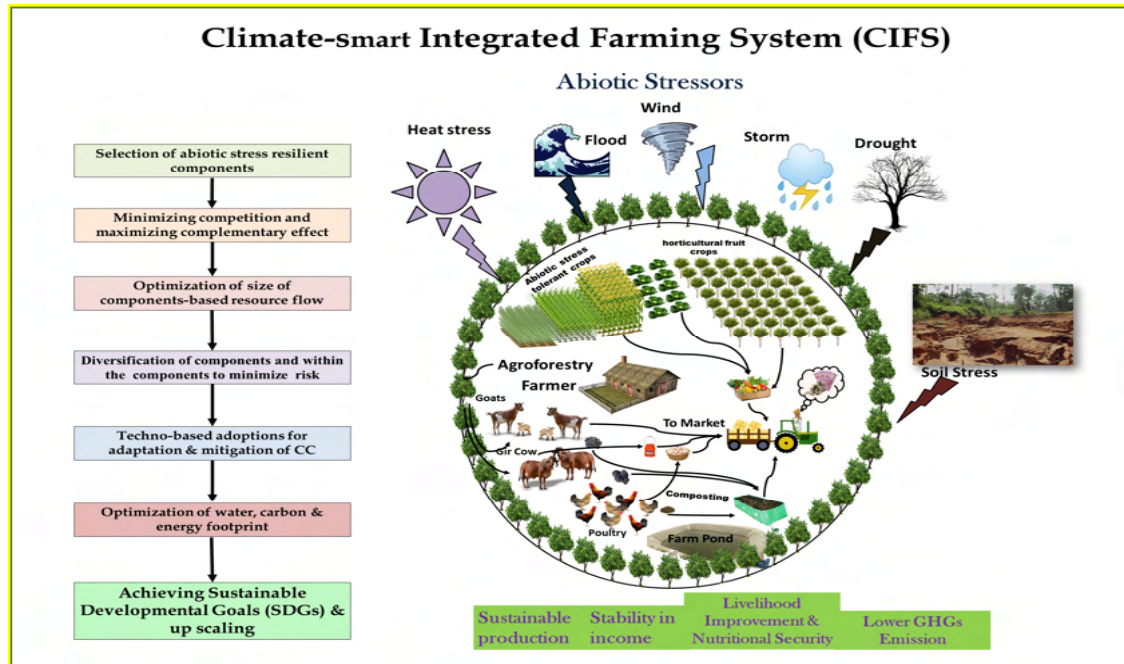 Climate-smart Integrated Farming System (CIFS)
Selection of abiotic stress resilient
components
Minimizing competition and
maximizing complementary effect
Optimization of size of
components-based resource flow
Diversification of components and within
the components to minimize risk
Techno-based adoptions for
adaptation & mitigation of CC
Optimization of water, carbon &
energy footprint
Achieving Sustainable
Developmental Goals (SDGs) &
up scaling
Abiotic Stressors
Heat stress
Flood
Wind
Storm
Drought
Soil Stress
Abiotic stress
tolerant crops
horticultural fruit
crops
Agroforestry
Farmer
Goats
To Market
Gir Cow
Composting
Poultry
Farm Pond
Sustainable
production
Stability in
income
Livelihood
Improvement &
Nutritional Security
Lower GHGs
Emission